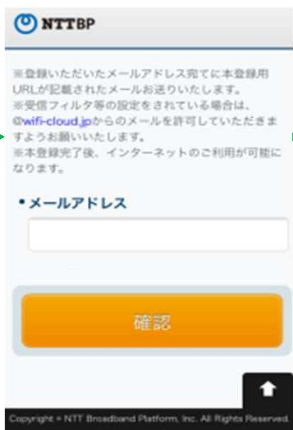 NTTBP
※登録いただいたメールアドレス宛てに本登録用
URLが記載されたメールお送りいたします。
※受信フィルタ等の設定をされている場合は、
@wifi-cloud.jpからのメールを許可していただきま
すようお願いいたします。
※本登録完了後、インターネットのご利用が可能に
なります。
•メールアドレス
確認
Copyright = NTT Broadband Platform, Inc. All Rights Reserved.